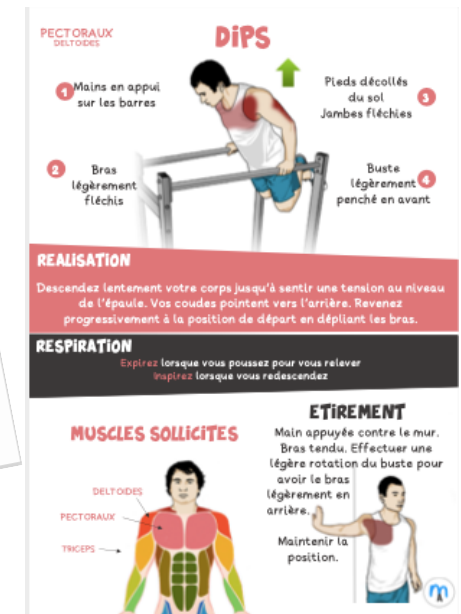 PECTORAUX
DELTOIDES
DiPS
1 Mains en appui
sur les barres
2 Bras
légèrement
fléchis
Pieds décollés
du sol
Jambes fléchies
3
Buste
légèrement
penché en avant
4
REALISATION
Descendez lentement votre corps jusqu'à sentir une tension au niveau
de l'épaule. Vos coudes pointent vers l'arrière. Revenez
progressivement à la position de départ en dépliant les bras.
RESPIRATION
Expirez lorsque vous poussez pour vous relever
Inspirez lorsque vous redescendez
MUSCLES SOLLICITES
DELTOIDES
PECTORAUX
TRICEPS
ETIREMENT
Main appuyée contre le mur.
Bras tendu. Effectuer une
légère rotation du buste pour
avoir le bras
légèrement en
arrière.
Maintenir la
position.